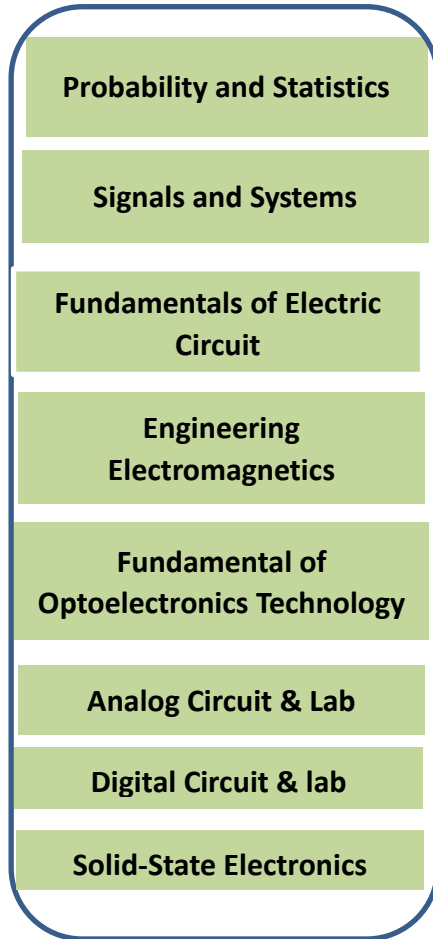 Probability and Statistics
Signals and Systems
Fundamentals of Electric
Circuit
Engineering
Electromagnetics
Fundamental of
Optoelectronics Technology
Analog Circuit & Lab
Digital Circuit & lab
Solid-State Electronics